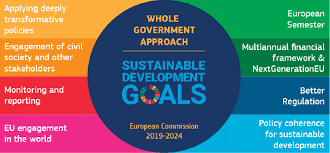 Applying deeply
transformative
policies
Engagement of civil
society and other
stakeholders
Monitoring and
reporting
EU engagement
in the world
WHOLE
GOVERNMENT
APPROACH
SUSTAINABLE
DEVELOPMENT
GOALS
European Commission
2019-2024
European
Semester
Multiannual financial
framework &
NextGenerationEU
Better
Regulation
Policy coherence
for sustainable
development